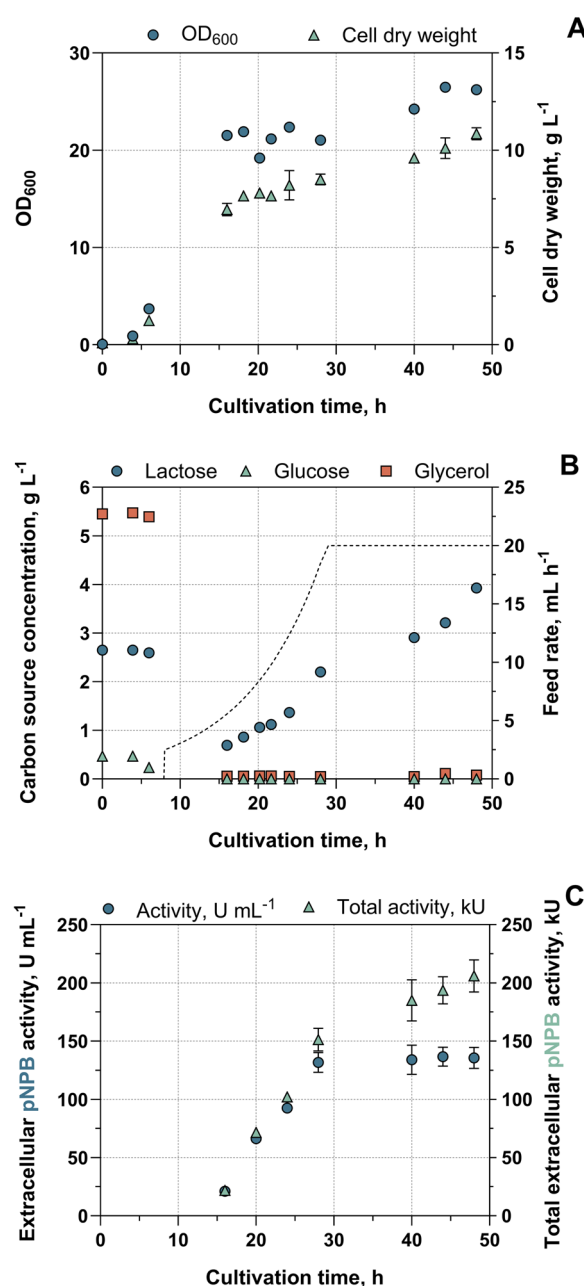 A
OD600 Cell dry weight
30 15
20 10
10 5
0 0
0 10 20 30 40 50
OD600
Cell dry weight, g L-1
Cultivation time, h
B
Lactose Glucose Glycerol
6 25
5 20
4 15
3
2 10
1 5
0 0
0 10 20 30 40 50
Carbon source concentration, g L-1
Feed rate, mL h-1
Cultivation time, h
C
Activity, U mL-1 Total activity, kU
250 250
200 200
150 150
100 100
50 50
0 0
0 10 20 30 40 50
Extracellular pNPB activity, U mL-1
Total extracellular pNPB activity, kU
Cultivation time, h